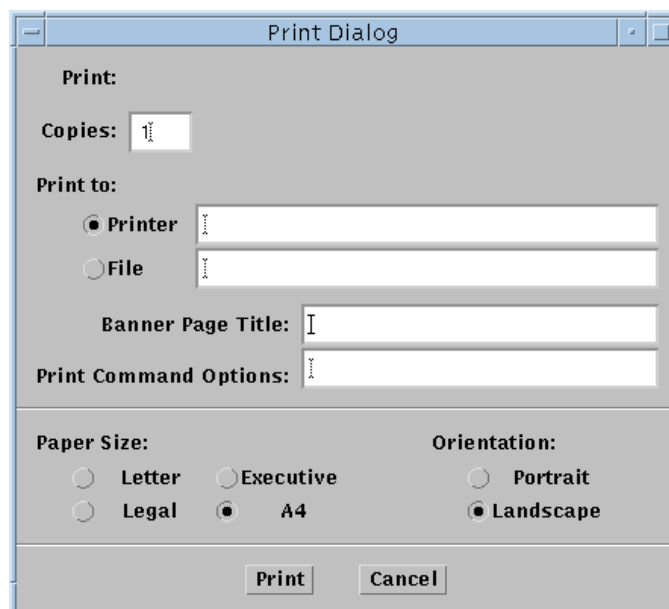 Print Dialog
Print:
Copies: 1
Print to:
Printer
File
Banner Page Title:
Print Command Options:
Paper Size: Orientation:
Letter Executive Portrait
Legal A4 Landscape
Print Cancel